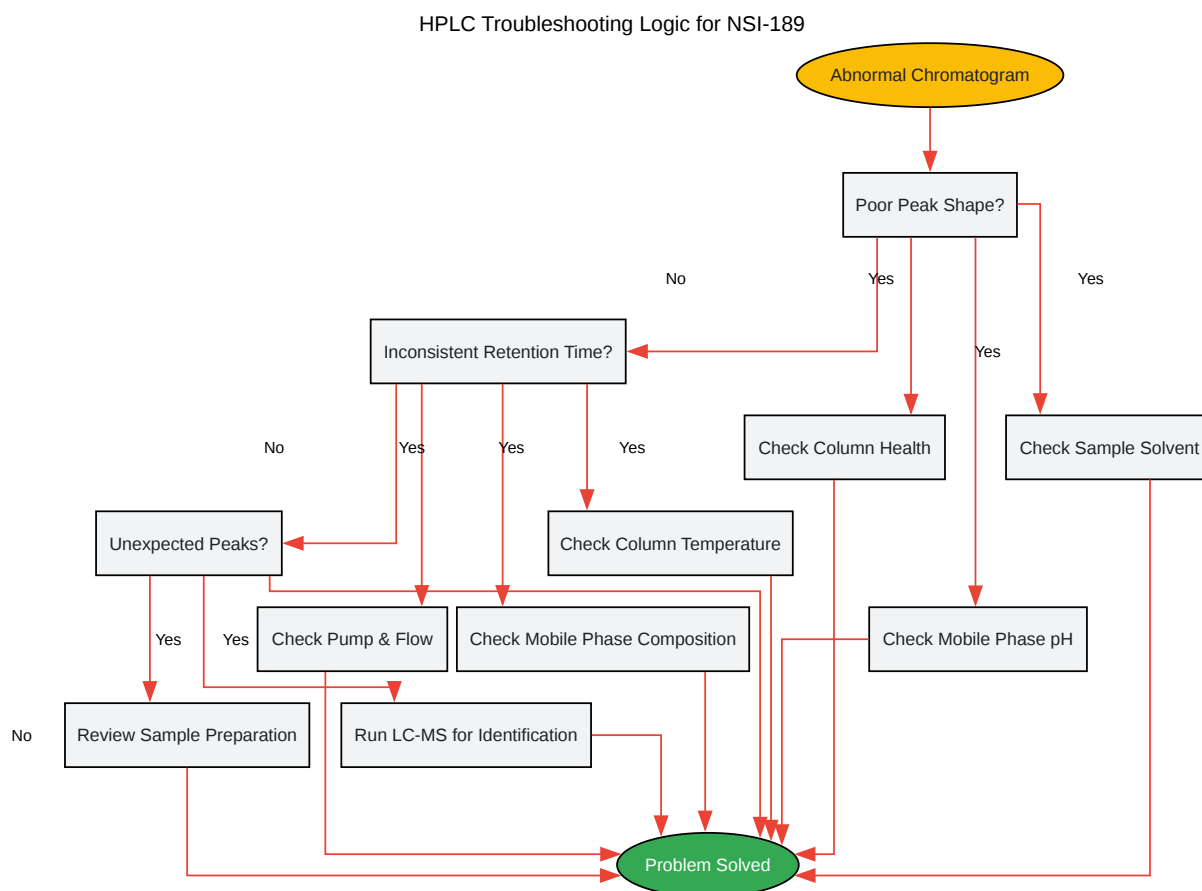 HPLC Troubleshooting Logic for NSI-189
Abnormal Chromatogram
Poor Peak Shape?
No
Yes
Yes
Inconsistent Retention Time?
Yes
No
Yes
Yes
Yes
Check Column Health
Check Sample Solvent
Unexpected Peaks?
Check Column Temperature
Yes
Yes
Check Pump & Flow
Check Mobile Phase Composition
Check Mobile Phase pH
No
Review Sample Preparation
Run LC-MS for Identification
Problem Solved